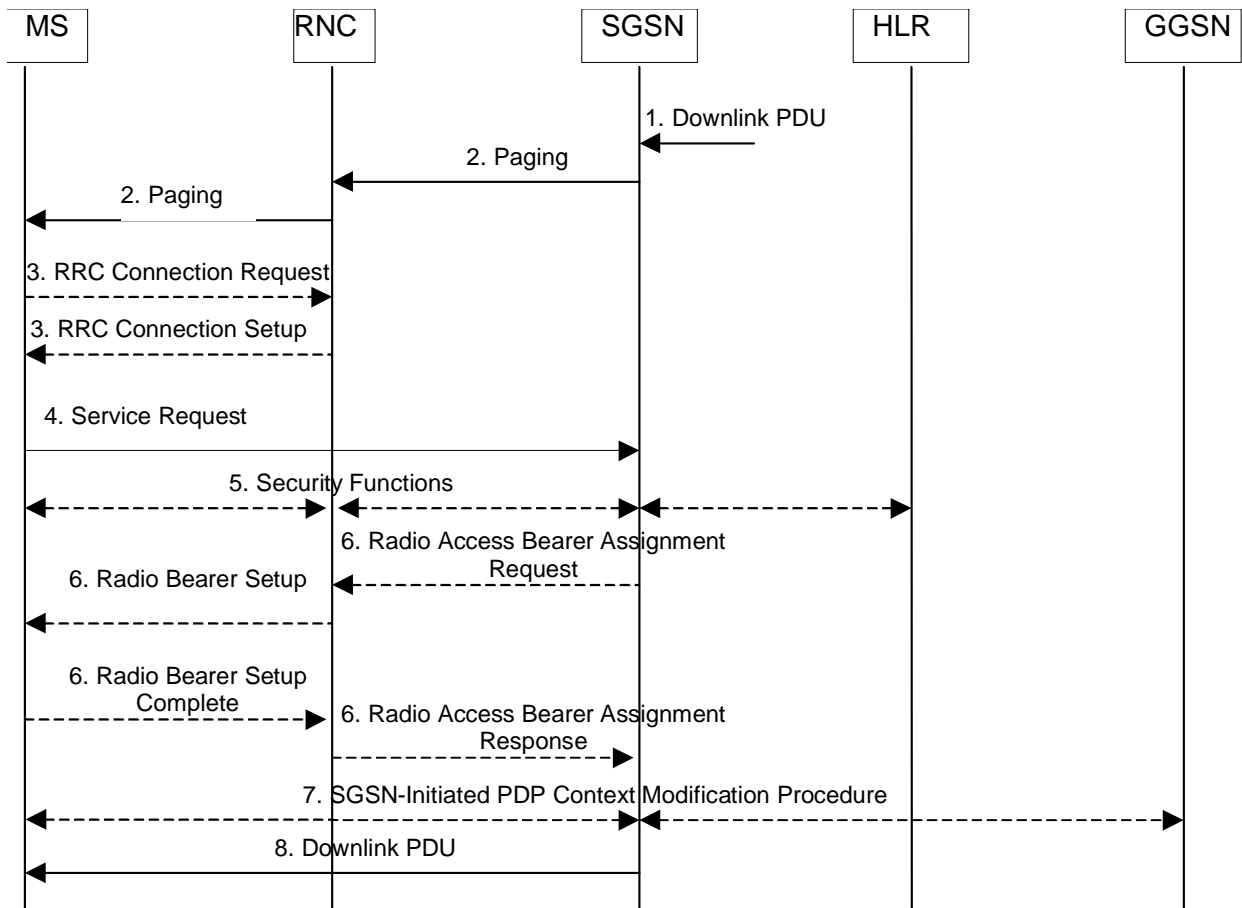 MS RNC SGSN HLR GGSN
1. Downlink PDU
2. Paging
2. Paging
3. RRC Connection Request
3. RRC Connection Setup
4. Service Request
5. Security Functions
6. Radio Access Bearer Assignment
Request
6. Radio Bearer Setup
6. Radio Bearer Setup
Complete
6. Radio Access Bearer Assignment
Response
7. SGSN-Initiated PDP Context Modification Procedure
8. Downlink PDU